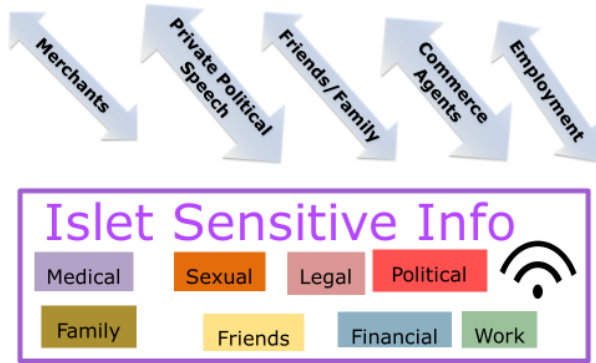 Merchants
Private Political
Speech
Friends/Family
Commerce
Agents
Employment
Islet Sensitive Info
Medical
Sexual
Legal
Political
Family
Friends
Financial
Work